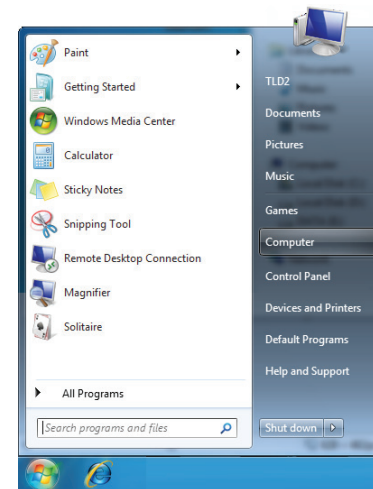 Paint
Getting Started
Windows Media Center
Calculator
Sticky Notes
Snipping Tool
Remote Desktop Connection
Magnifier
Solitaire
All Programs
Search programs and files
TLD2
Documents
Pictures
Music
Games
Computer
Control Panel
Devices and Printers
Default Programs
Help and Support
Shut down